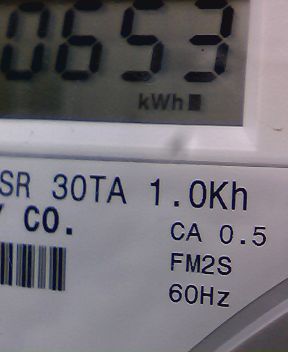 0653
kWh
SR 30TA 1.0Kh
Y CO.
CA 0.5
FM2S
60Hz